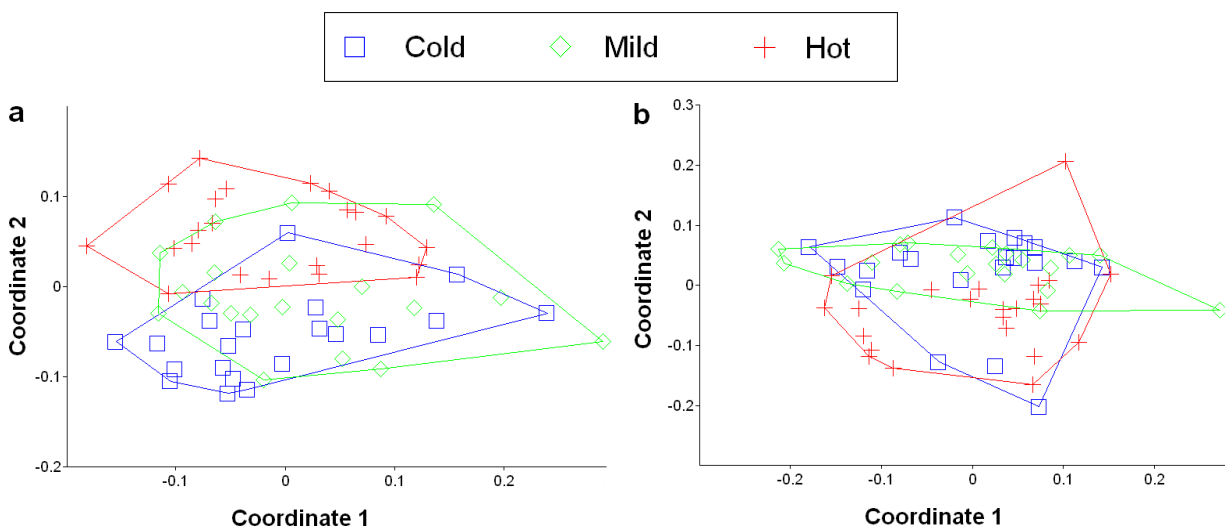 Cold Mild Hot
a
0.1
0
-0.1
-0.2
-0.1 0 0.1 0.2
Coordinate 2
Coordinate 1
b
0.3
0.2
0.1
0
-0.1
-0.2
-0.2 -0.1 0 0.1 0.2
Coordinate 2
Coordinate 1